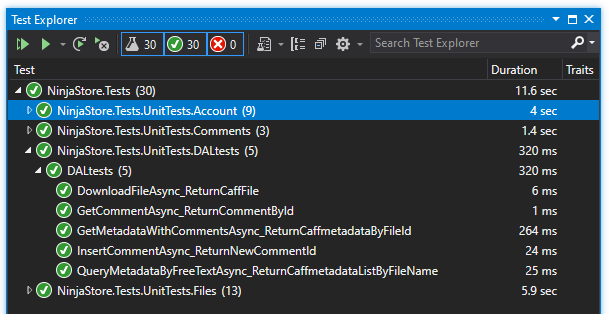 Test Explorer
30 30 0 Search Test Explorer
Test Duration Traits
NinjaStore.Tests (30) 11.6 sec
NinjaStore.Tests.UnitTests.Account (9) 4 sec
NinjaStore.Tests.UnitTests.Comments (3) 1.4 sec
NinjaStore.Tests.UnitTests.DALtests (5) 320 ms
DALtests (5) 320 ms
DownloadFileAsync_ReturnCaffFile 6 ms
GetCommentAsync_ReturnCommentById 1 ms
GetMetadataWithCommentsAsync_ReturnCaffmetadataByFileId 264 ms
InsertCommentAsync_ReturnNewCommentId 24 ms
QueryMetadataByFreeTextAsync_ReturnCaffmetadataListByFileName 25 ms
NinjaStore.Tests.UnitTests.Files (13) 5.9 sec